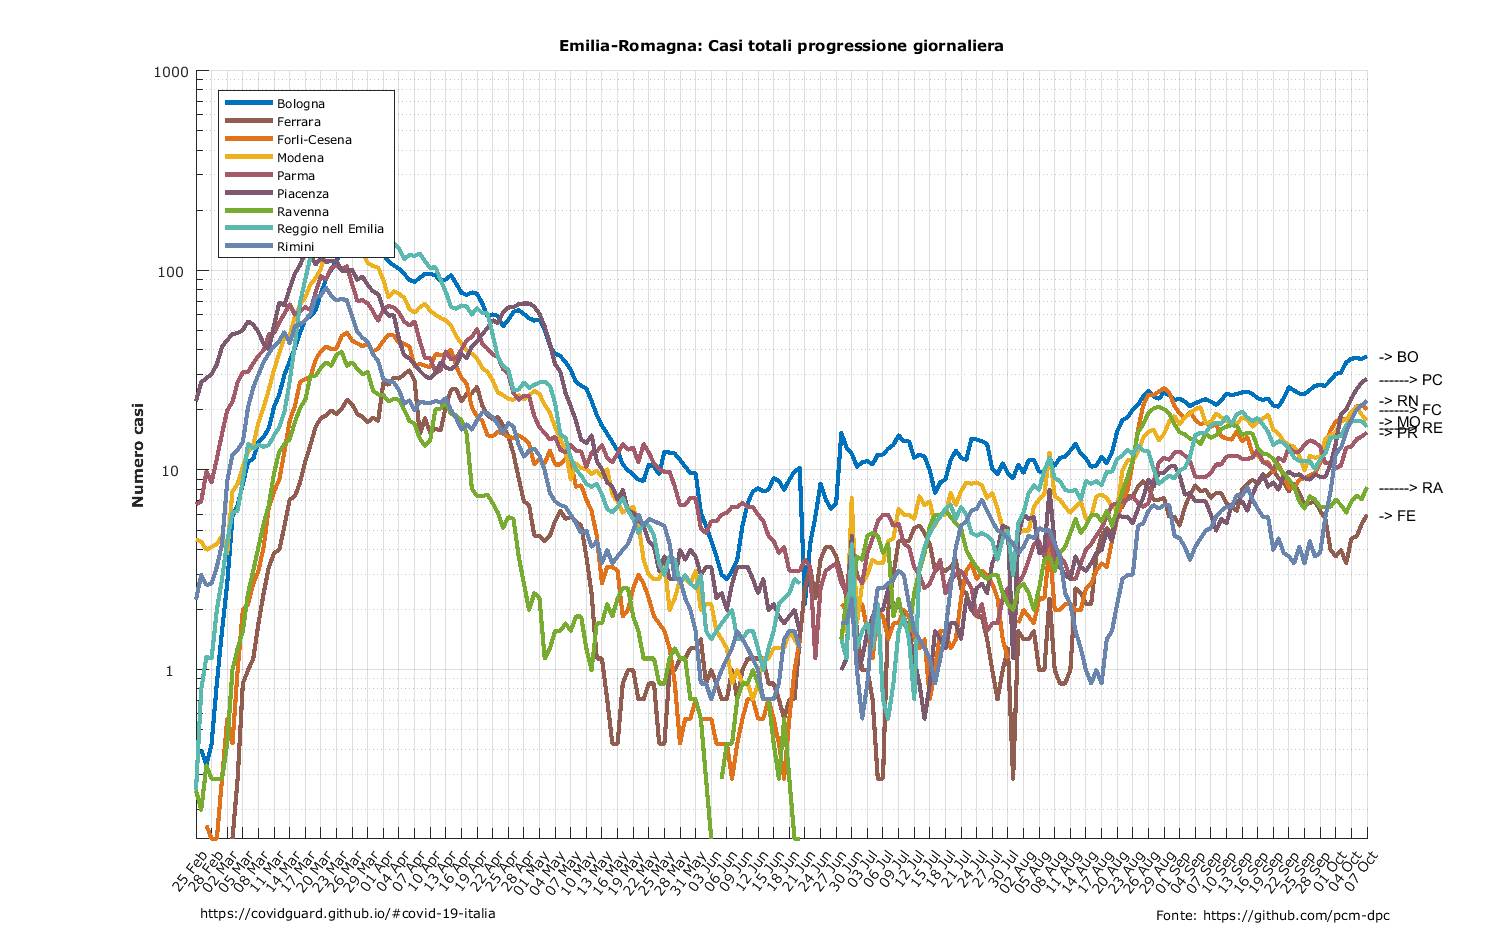 Emilia-Romagna: Casi totali progressione giornaliera
1000
100
10
1
Numero casi
Bologna
Ferrara
Forli-Cesena
Modena
Parma
Piacenza
Ravenna
Reggio nell Emilia
Rimini
-> BO
------> PC
-> RN
------> FC
-> MO
------> RE
-> PR
------> RA
-> FE
25 Feb
28 Feb
02 Mar
05 Mar
08 Mar
11 Mar
14 Mar
17 Mar
20 Mar
23 Mar
26 Mar
29 Mar
01 Apr
04 Apr
07 Apr
10 Apr
13 Apr
16 Apr
19 Apr
22 Apr
25 Apr
28 Apr
01 May
04 May
07 May
10 May
13 May
16 May
19 May
22 May
25 May
28 May
31 May
03 Jun
06 Jun
09 Jun
12 Jun
15 Jun
18 Jun
21 Jun
24 Jun
27 Jun
30 Jun
03 Jul
06 Jul
09 Jul
12 Jul
15 Jul
18 Jul
21 Jul
24 Jul
27 Jul
30 Jul
02 Aug
05 Aug
08 Aug
11 Aug
14 Aug
17 Aug
20 Aug
23 Aug
26 Aug
29 Aug
01 Sep
04 Sep
07 Sep
10 Sep
13 Sep
16 Sep
19 Sep
22 Sep
25 Sep
28 Sep
01 Oct
04 Oct
07 Oct
https://covidguard.github.io/#covid-19-italia
Fonte: https://github.com/pcm-dpc